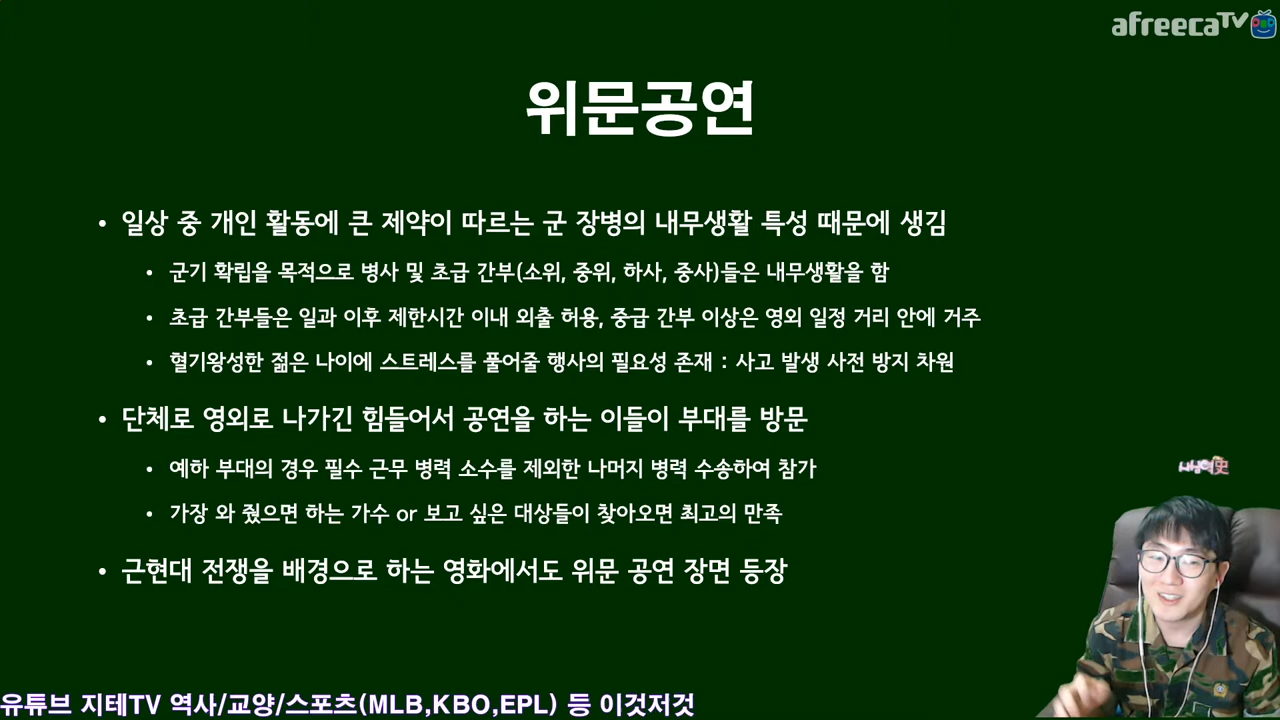 afreecaTV
위문공연
• 일상 중 개인 활동에 큰 제약이 따르는 군 장병의 내무생활 특성 때문에 생김
• 군기 확립을 목적으로 병사 및 초급 간부(소위, 중위, 하사, 중사)들은 내무생활을 함
• 초급 간부들은 일과 이후 제한시간 이내 외출 허용, 중급 간부 이상은 영외 일정 거리 안에 거주
• 혈기왕성한 젊은 나이에 스트레스를 풀어줄 행사의 필요성 존재 : 사고 발생 사전 방지 차원
• 단체로 영외로 나가긴 힘들어서 공연을 하는 이들이 부대를 방문
• 예하 부대의 경우 필수 근무 병력 소수를 제외한 나머지 병력 수송하여 참가
• 가장 와 줬으면 하는 가수 or 보고 싶은 대상들이 찾아오면 최고의 만족
• 근현대 전쟁을 배경으로 하는 영화에서도 위문 공연 장면 등장
유튜브 지테TV 역사/교양/스포츠(MLB,KBO,EPL) 등 이것저것